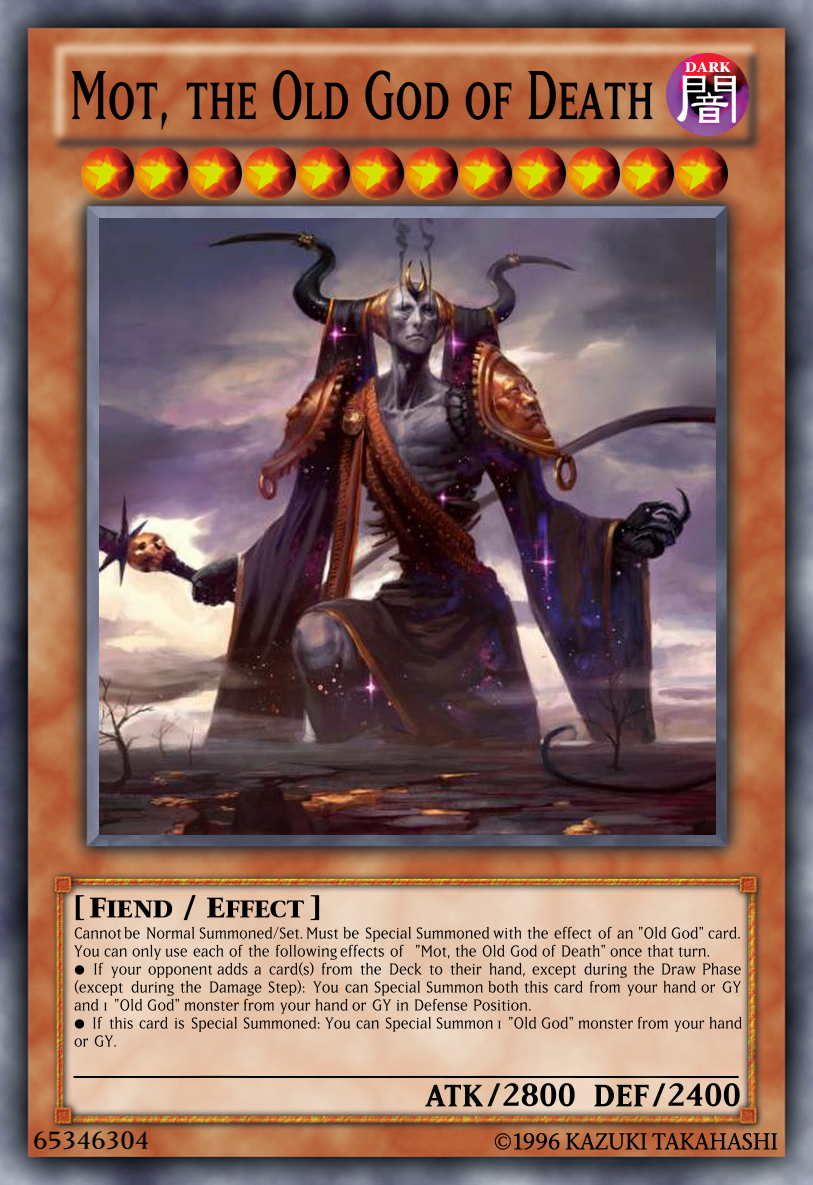 Mot, the Old God of Death
DARK
闇
[ Fiend / Effect ]
Cannot be Normal Summoned/Set. Must be Special Summoned with the effect of an "Old God" card.
You can only use each of the following effects of "Mot, the Old God of Death" once that turn.
● If your opponent adds a card(s) from the Deck to their hand, except during the Draw Phase
(except during the Damage Step): You can Special Summon both this card from your hand or GY
and 1 "Old God" monster from your hand or GY in Defense Position.
● If this card is Special Summoned: You can Special Summon 1 "Old God" monster from your hand
or GY.
ATK/2800 DEF/2400
65346304
©1996 KAZUKI TAKAHASHI